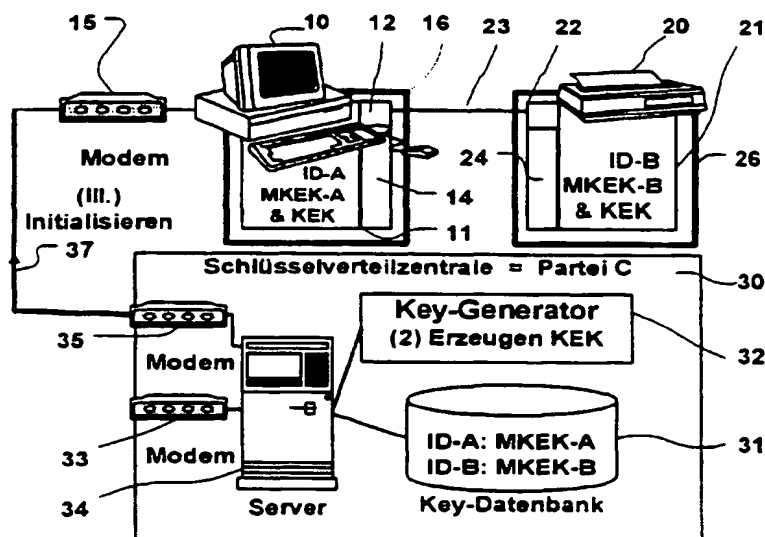 15
10
12
16
23
22
20
21
Modem
(III.)
Initialisieren
37
ID-A
MKEK-A
& KEK
14
11
24
ID-B
MKEK-B
& KEK
26
Schlüsselverteilzentrale = Partei C
30
35
Modem
Key-Generator
(2) Erzeugen KEK
32
33
Modem
34
Server
ID-A: MKEK-A
ID-B: MKEK-B
31
Key-Datenbank